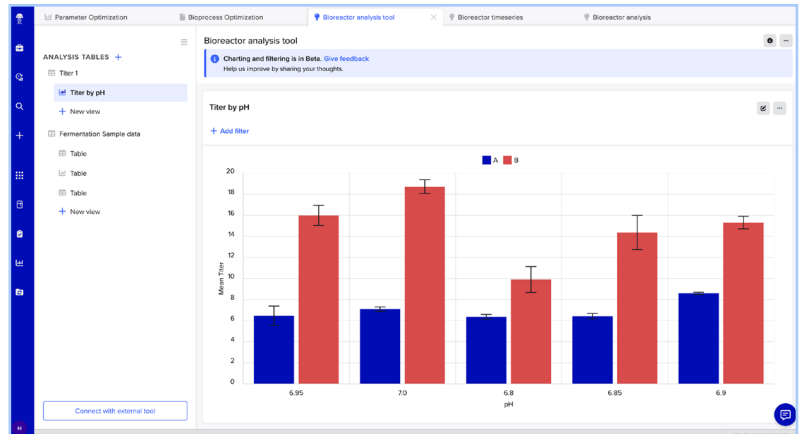 Parameter Optimization
Bioprocess Optimization
Bioreactor analysis tool
Bioreactor timeseries
Bioreactor analysis
ANALYSIS TABLES +
Titer 1
Titer by pH
+ New view
Fermentation Sample data
Table
Table
Table
+ New view
Connect with external tool
H
Bioreactor analysis tool
Charting and filtering is in Beta. Give feedback
Help us improve by sharing your thoughts.
Titer by pH
+ Add filter
A B
Mean Titer
20
18
16
14
12
10
8
6
4
2
0
6.95 7.0 6.8 6.85 6.9
pH